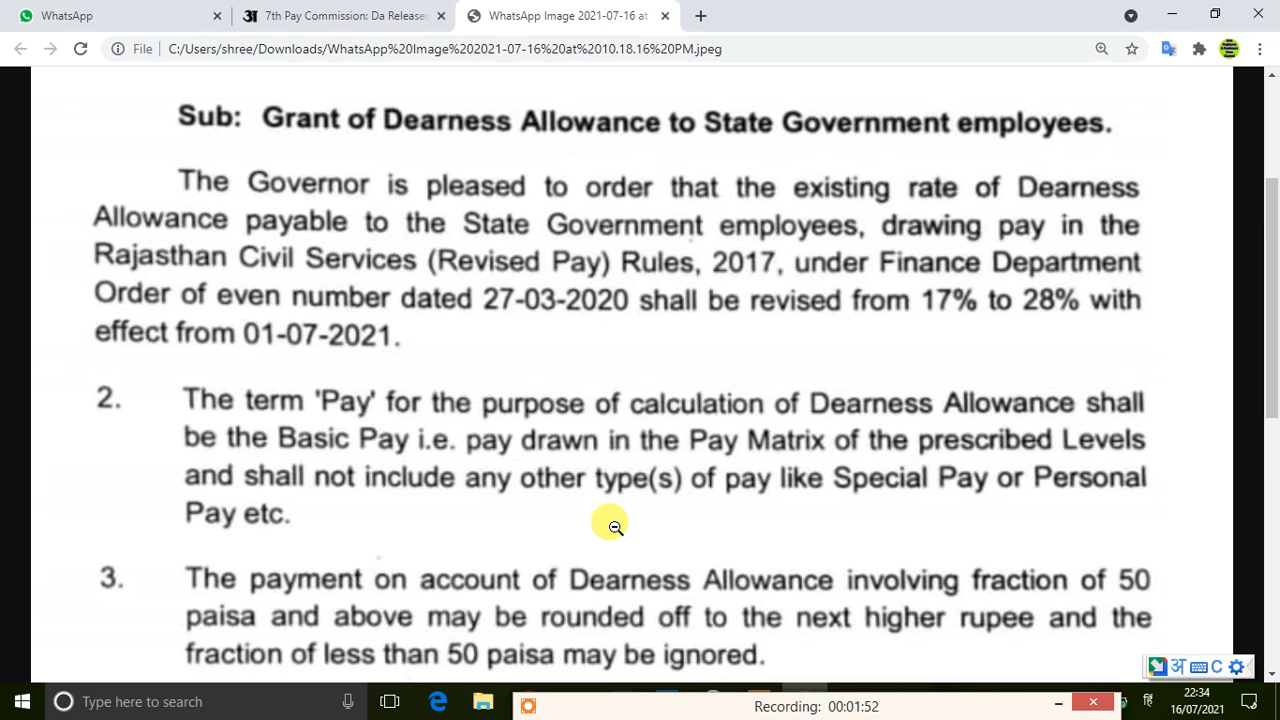 WhatsApp
7th Pay Commission: Da Released
WhatsApp Image 2021-07-16 at
File
C:/Users/shree/Downloads/WhatsApp%20Image%202021-07-16%20at%2010.18.16%20PM.jpeg
Sub: Grant of Dearness Allowance to State Government employees.
The Governor is pleased to order that the existing rate of Dearness
Allowance payable to the State Government employees, drawing pay in the
Rajasthan Civil Services (Revised Pay) Rules, 2017, under Finance Department
Order of even number dated 27-03-2020 shall be revised from 17% to 28% with
effect from 01-07-2021.
2. The term 'Pay' for the purpose of calculation of Dearness Allowance shall
be the Basic Pay i.e. pay drawn in the Pay Matrix of the prescribed Levels
and shall not include any other type(s) of pay like Special Pay or Personal
Pay etc.
3. The payment on account of Dearness Allowance involving fraction of 50
paisa and above may be rounded off to the next higher rupee and the
fraction of less than 50 paisa may be ignored.
अ C
Type here to search
Recording: 00:01:52
हि
22:34
16/07/2021